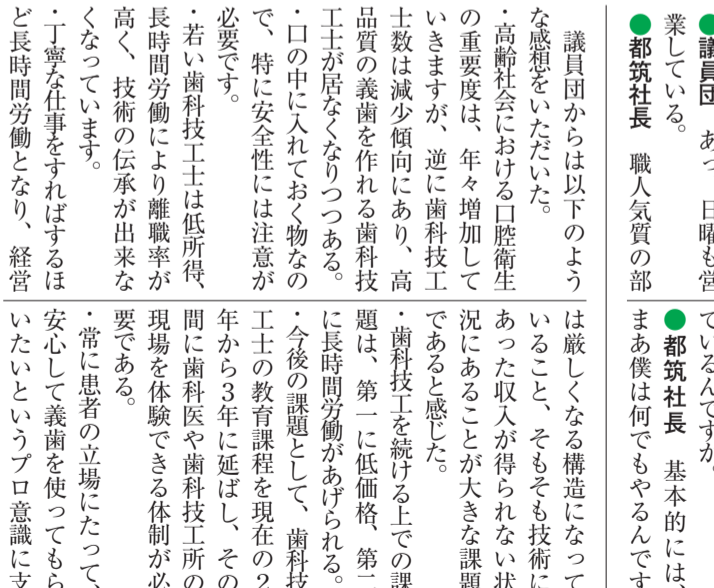 ●議員団　あっ　日曜も営
業している。
●都筑社長　職人気質の部
議員団からは以下のよう
な感想をいただいた。
・高齢社会における口腔衛生
の重要度は、年々増加して
いきますが、逆に歯科技工
士数は減少傾向にあり、高
品質の義歯を作れる歯科技
工士が居なくなりつつある。
・口の中に入れておく物なの
で、特に安全性には注意が
必要です。
・若い歯科技工士は低所得、
長時間労働により離職率が
高く、技術の伝承が出来な
くなっています。
・丁寧な仕事をすればするほ
ど長時間労働となり、経営
ているんですか。
●都筑社長　基本的には、
まあ僕は何でもやるんです
は厳しくなる構造になって
いること、そもそも技術に
あった収入が得られない状
況にあることが大きな課題
であると感じた。
・歯科技工を続ける上での課
題は、第一に低価格、第二
に長時間労働があげられる。
・今後の課題として、歯科技
工士の教育課程を現在の2
年から3年に延ばし、その
間に歯科医や歯科技工所の
現場を体験できる体制が必
要である。
・常に患者の立場にたって、
安心して義歯を使ってもら
いたいというプロ意識に支